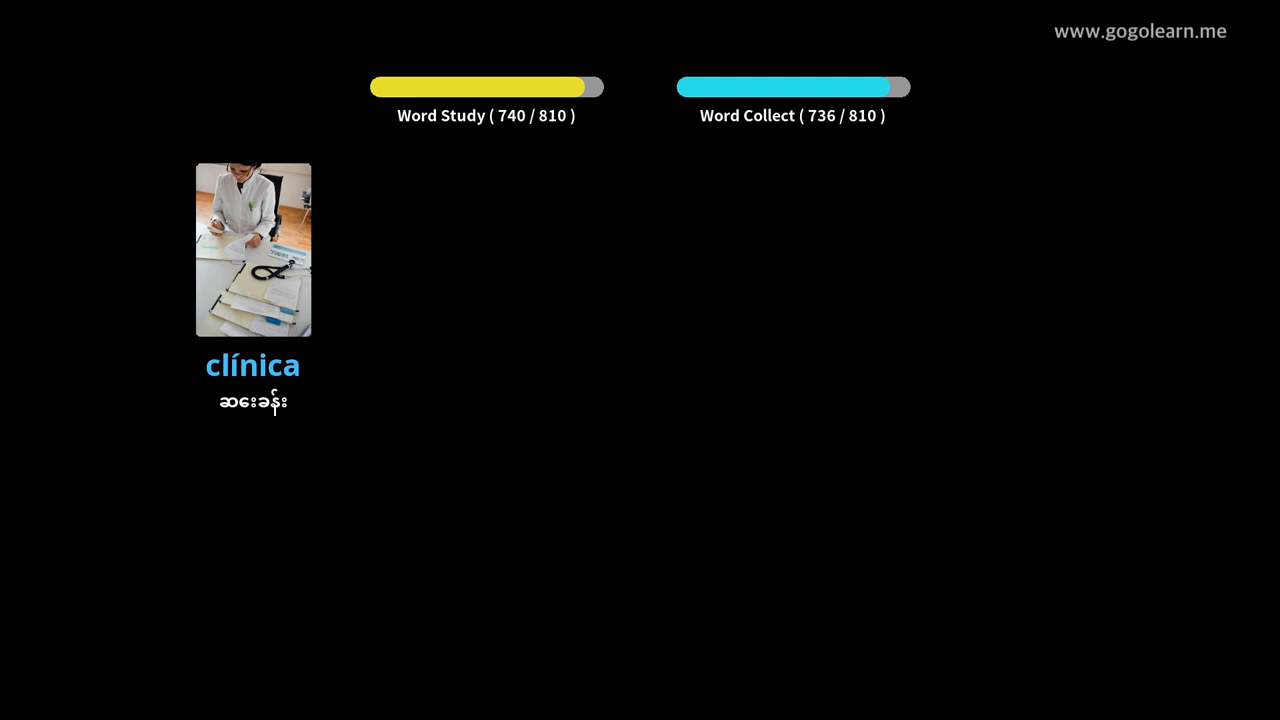 www.gogolearn.me
Word Study ( 740 / 810 )
Word Collect ( 736 / 810 )
clínica
ဆေးခန်း